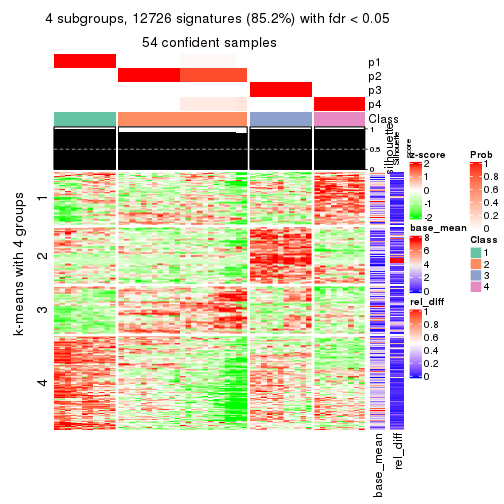 4 subgroups, 12726 signatures (85.2%) with fdr < 0.05
54 confident samples
p1
p2
p3
p4
Class
silhouette
1
0.5
0
Silhouette
score
k-means with 4 groups
1
2
3
4
base_mean
rel_diff
z-score
2
1
0
-1
-2
base_mean
8
6
4
2
0
rel_diff
1
0.8
0.6
0.4
0.2
0
Prob
1
0.8
0.6
0.4
0.2
0
Class
1
2
3
4